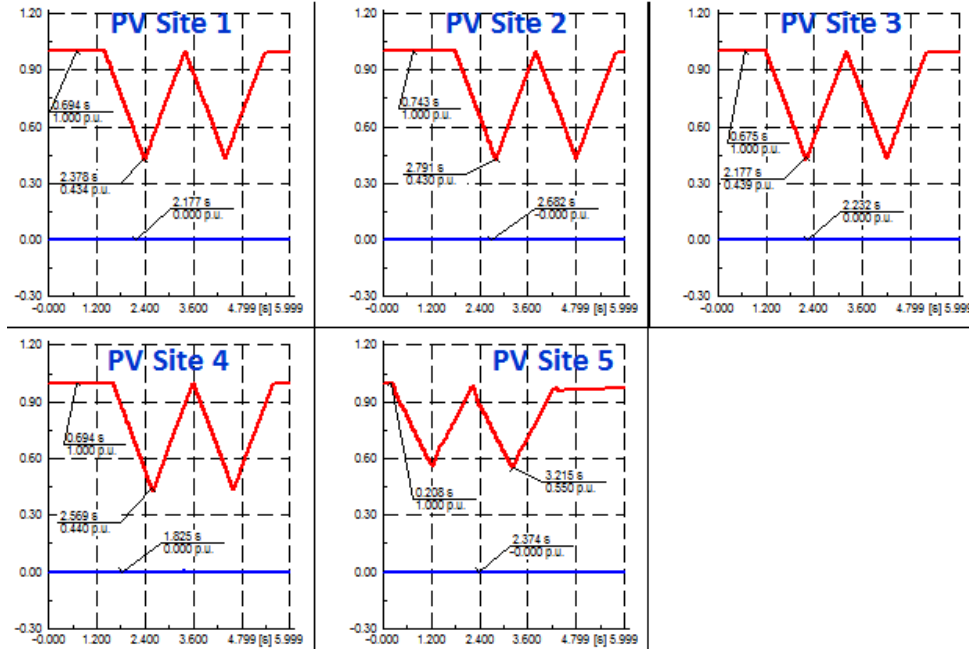 PV Site 1
1.20
0.90
0.60
0.30
0.00
-0.30
0.694 s
1.000 p.u.
2.378 s
0.434 p.u.
2.177 s
0.000 p.u.
-0.000 1.200 2.400 3.600 4.799 [s] 5.999
PV Site 2
1.20
0.90
0.60
0.30
0.00
-0.30
0.743 s
1.000 p.u.
2.791 s
0.430 p.u.
2.682 s
-0.000 p.u.
-0.000 1.200 2.400 3.600 4.799 [s] 5.999
PV Site 3
1.20
0.90
0.60
0.30
0.00
-0.30
0.675 s
1.000 p.u.
2.177 s
0.439 p.u.
2.232 s
0.000 p.u.
-0.000 1.200 2.400 3.600 4.799 [s] 5.999
PV Site 4
1.20
0.90
0.60
0.30
0.00
-0.30
0.694 s
1.000 p.u.
2.569 s
0.440 p.u.
1.825 s
0.000 p.u.
-0.000 1.200 2.400 3.600 4.799 [s] 5.999
PV Site 5
1.20
0.90
0.60
0.30
0.00
-0.30
0.208 s
1.000 p.u.
3.215 s
0.550 p.u.
2.374 s
-0.000 p.u.
-0.000 1.200 2.400 3.600 4.799 [s] 5.999